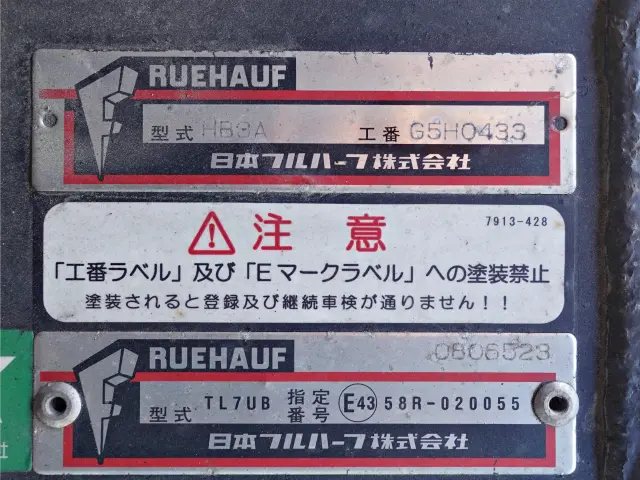 RUEHAUF
型式 HB3A 工番 G5H0433
日本フルハーフ株式会社
注意 7913-428
「工番ラベル」及び「Eマークラベル」への塗装禁止
塗装されると登録及び継続車検が通りません!!
RUEHAUF 0B06523
型式 TL7UB 指定番号 E43 58R-020055
日本フルハーフ株式会社
社